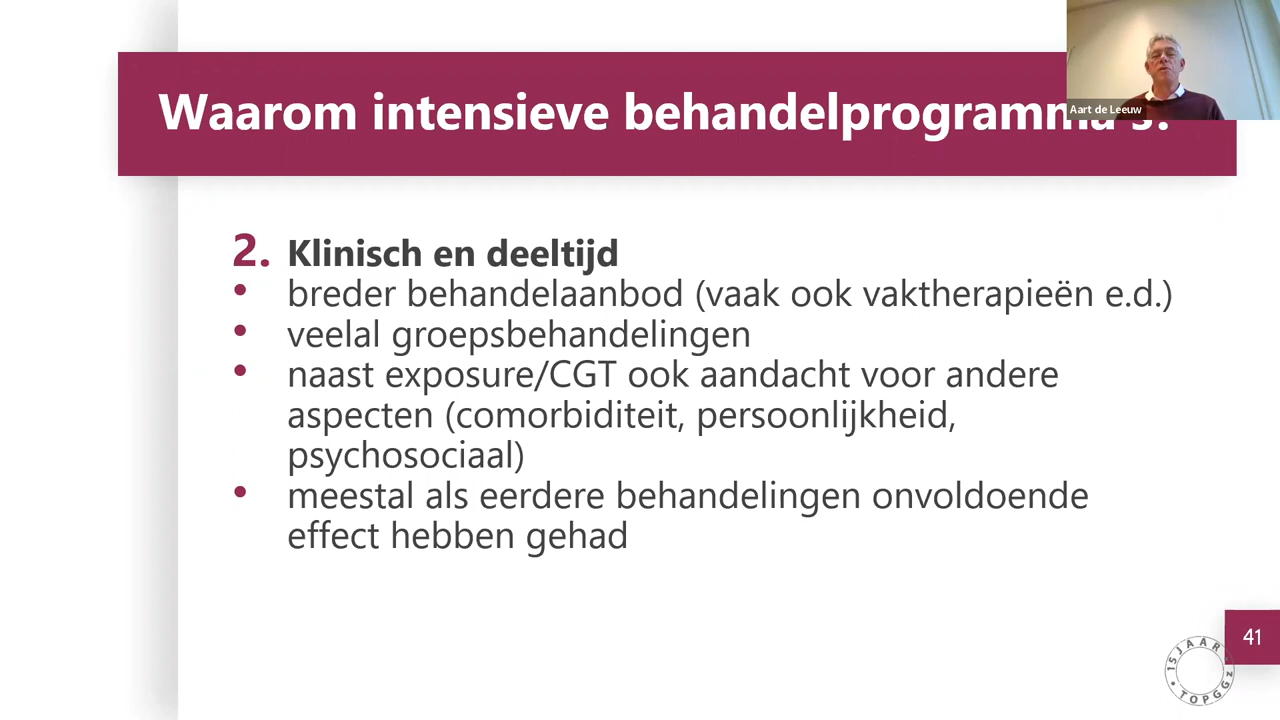 Waarom intensieve behandelprogramma's?
Aart de Leeuw
2. Klinisch en deeltijd
• breder behandelaanbod (vaak ook vaktherapieën e.d.)
• veelal groepsbehandelingen
• naast exposure/CGT ook aandacht voor andere
aspecten (comorbiditeit, persoonlijkheid,
psychosociaal)
• meestal als eerdere behandelingen onvoldoende
effect hebben gehad
41
15 JAAR
TOPGGz